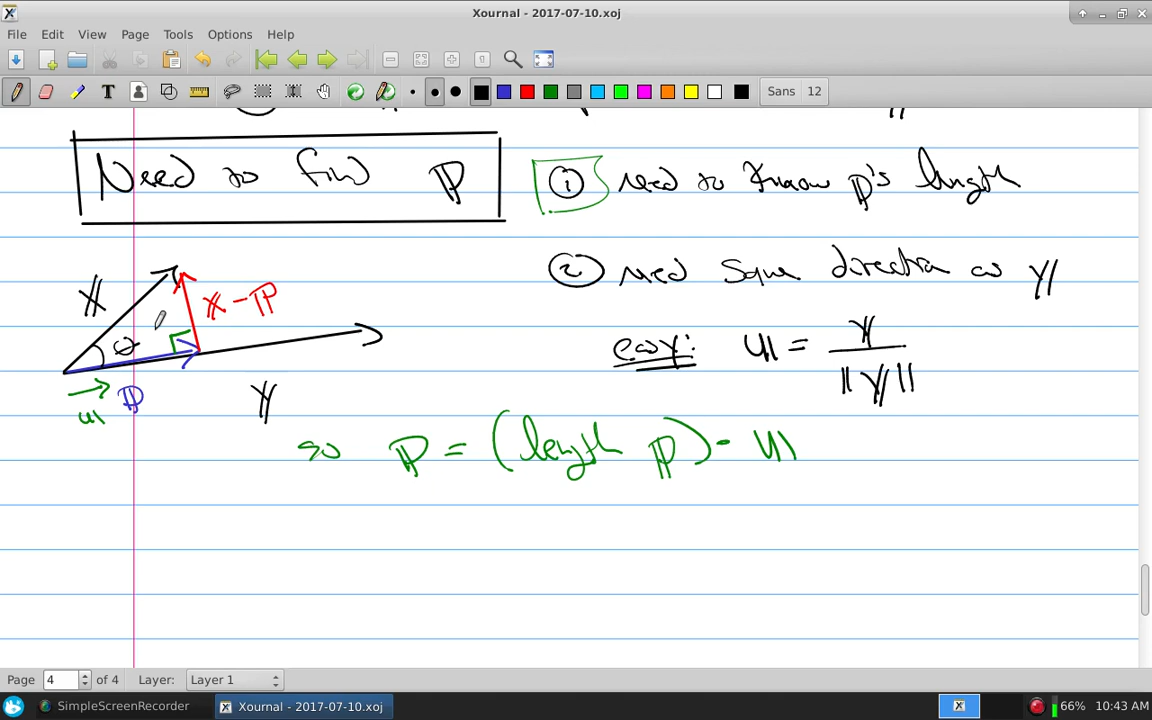 Xournal - 2017-07-10.xoj
File Edit View Page Tools Options Help
Sans 12
Need to find P
① need to know P's length
② need same direction as Y
X
X - P
θ
easy: U = Y / ||Y||
U P
Y
so P = (length P) · U
Page 4 of 4 Layer: Layer 1
SimpleScreenRecorder Xournal - 2017-07-10.xoj 66% 10:43 AM